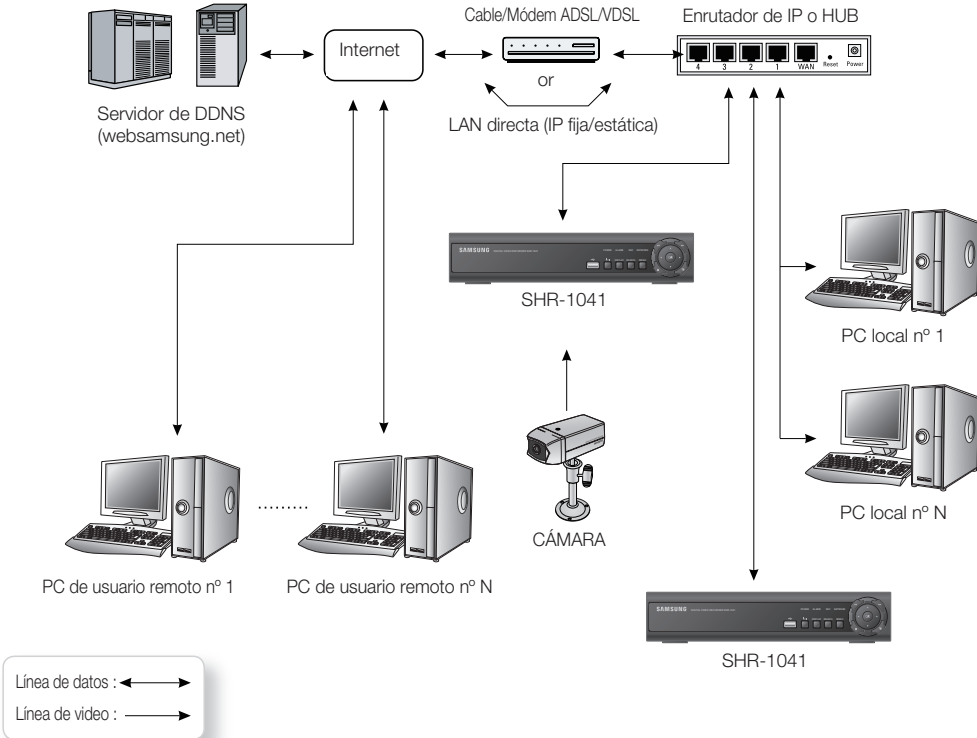 Cable/Módem ADSL/VDSL
Enrutador de IP o HUB
Internet
4 3 2 1 WAN Reset Power
or
Servidor de DDNS
(websamsung.net)
LAN directa (IP fija/estática)
SAMSUNG
SHR-1041
PC local nº 1
PC local nº N
CÁMARA
PC de usuario remoto nº 1
PC de usuario remoto nº N
SAMSUNG
SHR-1041
Línea de datos :
Línea de video :